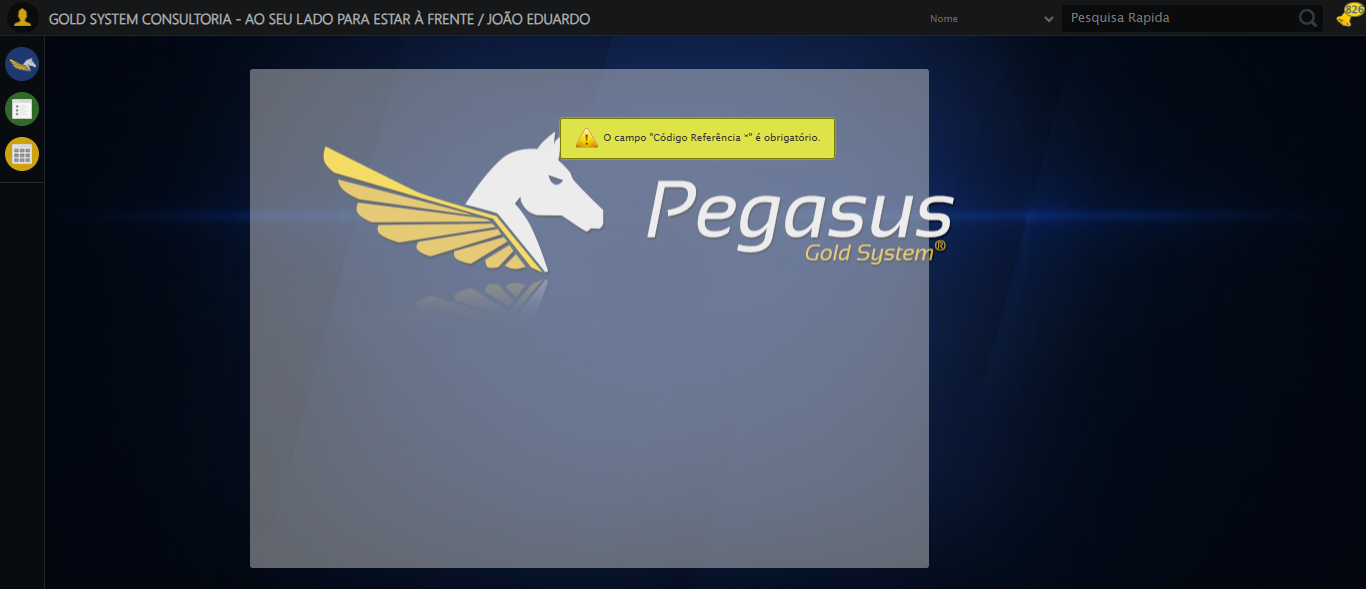 GOLD SYSTEM CONSULTORIA - AO SEU LADO PARA ESTAR À FRENTE / JOÃO EDUARDO
Nome
Pesquisa Rapida
826
O campo "Código Referência *" é obrigatório.
Pegasus
Gold System®